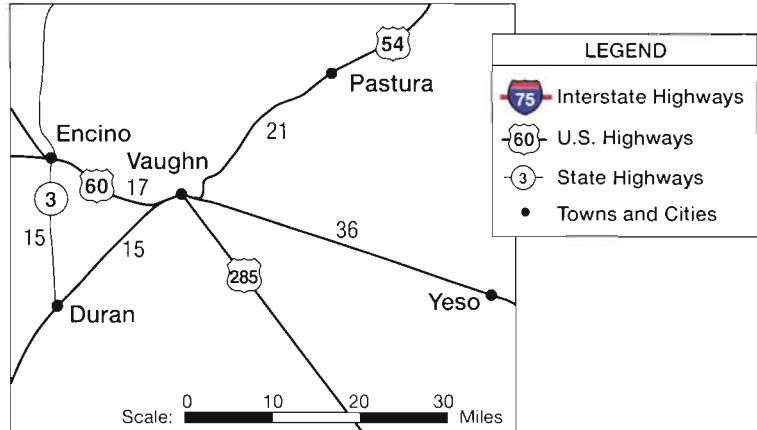 54
Pastura
21
Encino
Vaughn
60
17
3
15
15
36
285
Yeso
Duran
Scale: 0 10 20 30 Miles
LEGEND
75 Interstate Highways
60 U.S. Highways
3 State Highways
Towns and Cities